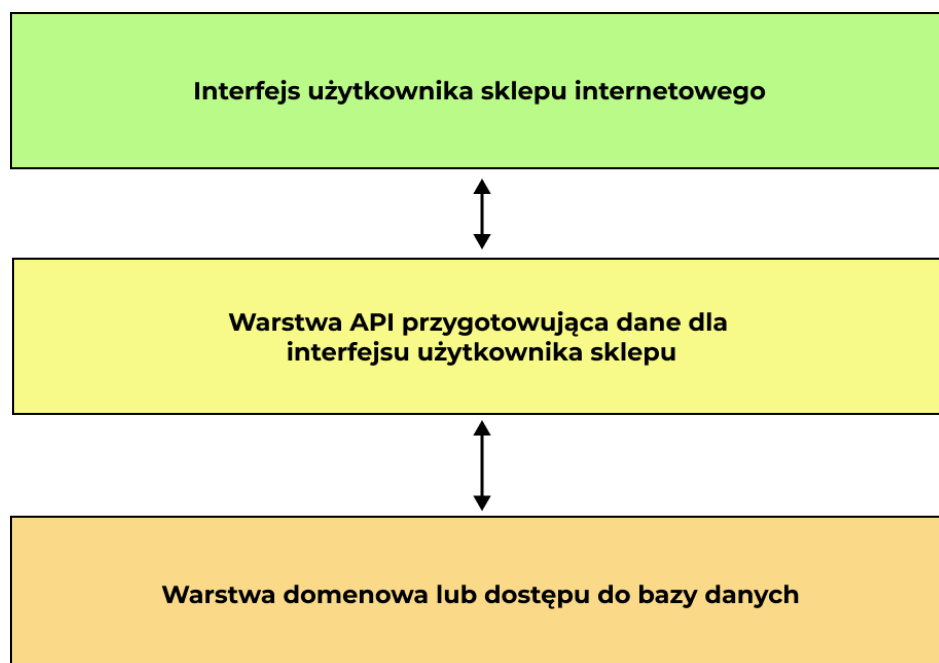 Interfejs użytkownika sklepu internetowego
Warstwa API przygotowująca dane dla
interfejsu użytkownika sklepu
Warstwa domenowa lub dostępu do bazy danych